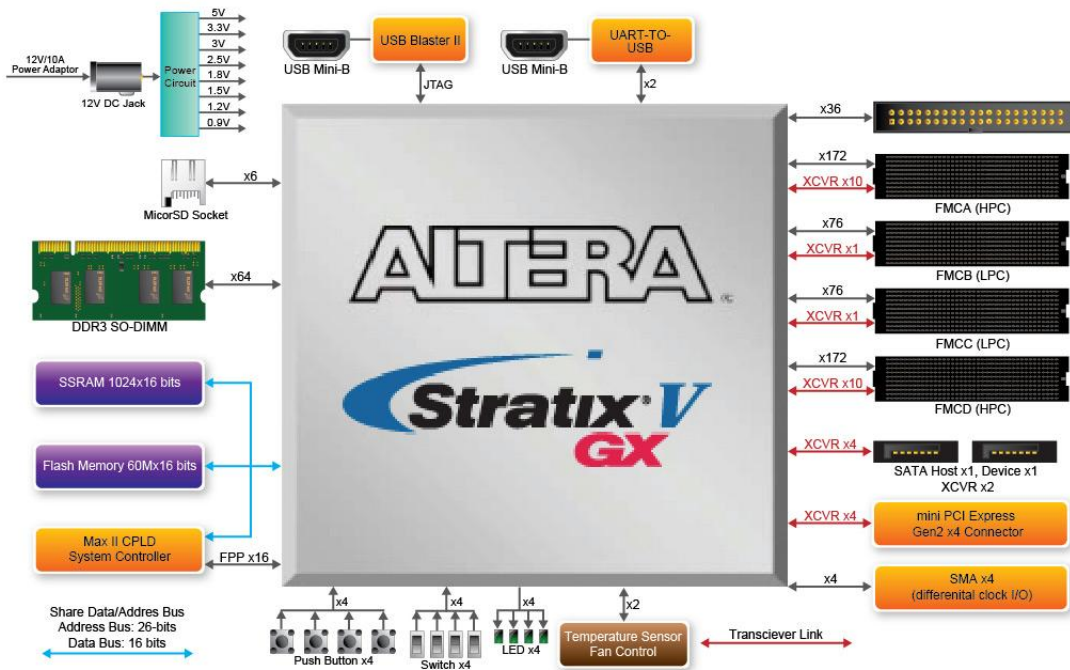 5V
3.3V
3V
2.5V
1.8V
1.5V
1.2V
0.9V
12V/10A
Power Adaptor
12V DC Jack
Power
Circuit
USB Mini-B
USB Blaster II
JTAG
USB Mini-B
UART-TO-
USB
x2
x6
MicorSD Socket
x64
DDR3 SO-DIMM
SSRAM 1024x16 bits
Flash Memory 60Mx16 bits
Max II CPLD
System Controller
FPP x16
Share Data/Addres Bus
Address Bus: 26-bits
Data Bus: 16 bits
ALTERA
Stratix® V
GX
x36
x172
XCVR x10
FMCA (HPC)
x76
XCVR x1
FMCB (LPC)
x76
XCVR x1
FMCC (LPC)
x172
XCVR x10
FMCD (HPC)
XCVR x4
SATA Host x1, Device x1
XCVR x2
XCVR x4
mini PCI Express
Gen2 x4 Connector
x4
SMA x4
(differenital clock I/O)
x4
Push Button x4
x4
Switch x4
x4
LED x4
x2
Temperature Sensor
Fan Control
Transciever Link